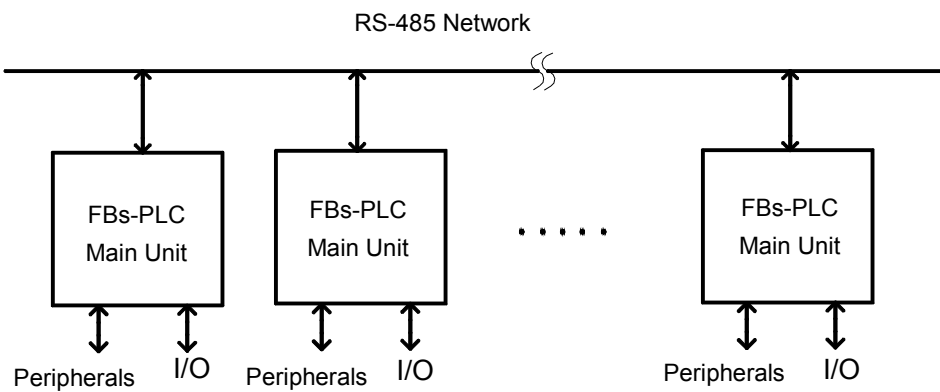 RS-485 Network
FBs-PLC
Main Unit
FBs-PLC
Main Unit
FBs-PLC
Main Unit
Peripherals
I/O
Peripherals
I/O
Peripherals
I/O